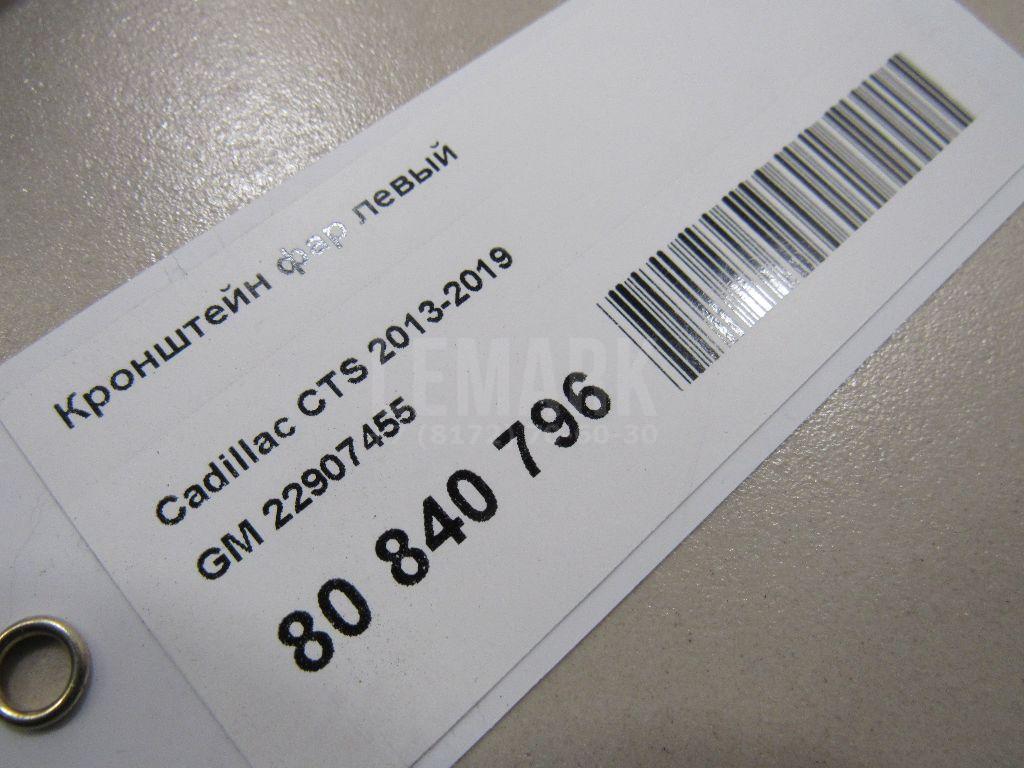 Кронштейн фар левый
Cadillac CTS 2013-2019
GM 22907455
80 840 796